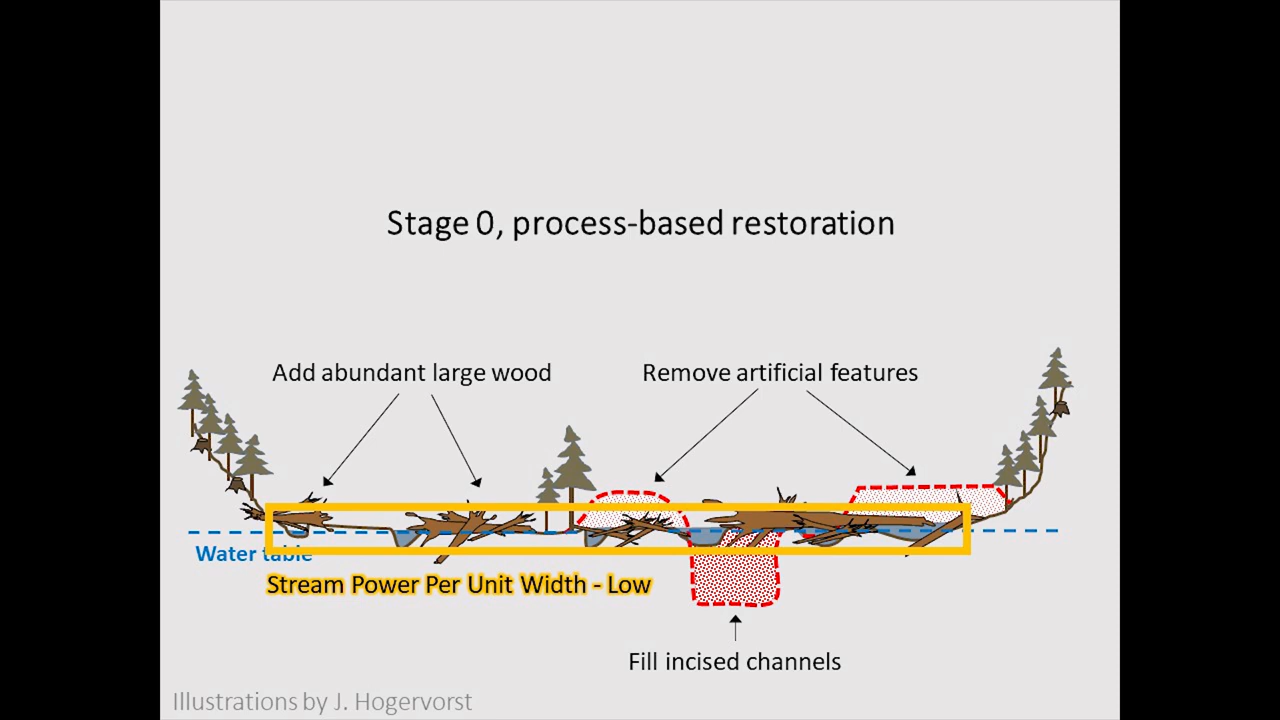 Stage 0, process-based restoration
Add abundant large wood
Remove artificial features
Water table
Stream Power Per Unit Width - Low
Fill incised channels
Illustrations by J. Hogervorst